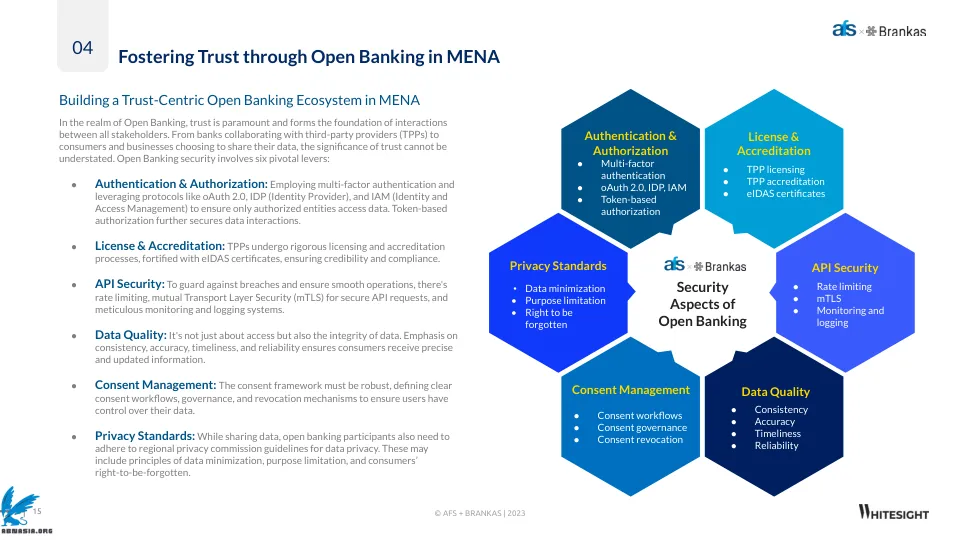 04
Fostering Trust through Open Banking in MENA
afs × Brankas
Building a Trust-Centric Open Banking Ecosystem in MENA
In the realm of Open Banking, trust is paramount and forms the foundation of interactions
between all stakeholders. From banks collaborating with third-party providers (TPPs) to
consumers and businesses choosing to share their data, the significance of trust cannot be
understated. Open Banking security involves six pivotal levers:
● Authentication & Authorization: Employing multi-factor authentication and
leveraging protocols like oAuth 2.0, IDP (Identity Provider), and IAM (Identity and
Access Management) to ensure only authorized entities access data. Token-based
authorization further secures data interactions.
● License & Accreditation: TPPs undergo rigorous licensing and accreditation
processes, fortified with eIDAS certificates, ensuring credibility and compliance.
● API Security: To guard against breaches and ensure smooth operations, there's
rate limiting, mutual Transport Layer Security (mTLS) for secure API requests, and
meticulous monitoring and logging systems.
● Data Quality: It's not just about access but also the integrity of data. Emphasis on
consistency, accuracy, timeliness, and reliability ensures consumers receive precise
and updated information.
● Consent Management: The consent framework must be robust, defining clear
consent workflows, governance, and revocation mechanisms to ensure users have
control over their data.
● Privacy Standards: While sharing data, open banking participants also need to
adhere to regional privacy commission guidelines for data privacy. These may
include principles of data minimization, purpose limitation, and consumers'
right-to-be-forgotten.
Authentication &
Authorization
● Multi-factor
authentication
● oAuth 2.0, IDP, IAM
● Token-based
authorization
License &
Accreditation
● TPP licensing
● TPP accreditation
● eIDAS certificates
Privacy Standards
• Data minimization
● Purpose limitation
● Right to be
forgotten
afs × Brankas
Security
Aspects of
Open Banking
API Security
● Rate limiting
● mTLS
● Monitoring and
logging
Consent Management
● Consent workflows
● Consent governance
● Consent revocation
Data Quality
● Consistency
● Accuracy
● Timeliness
● Reliability
15
ABNASIA.ORG
© AFS + BRANKAS | 2023
WHITESIGHT